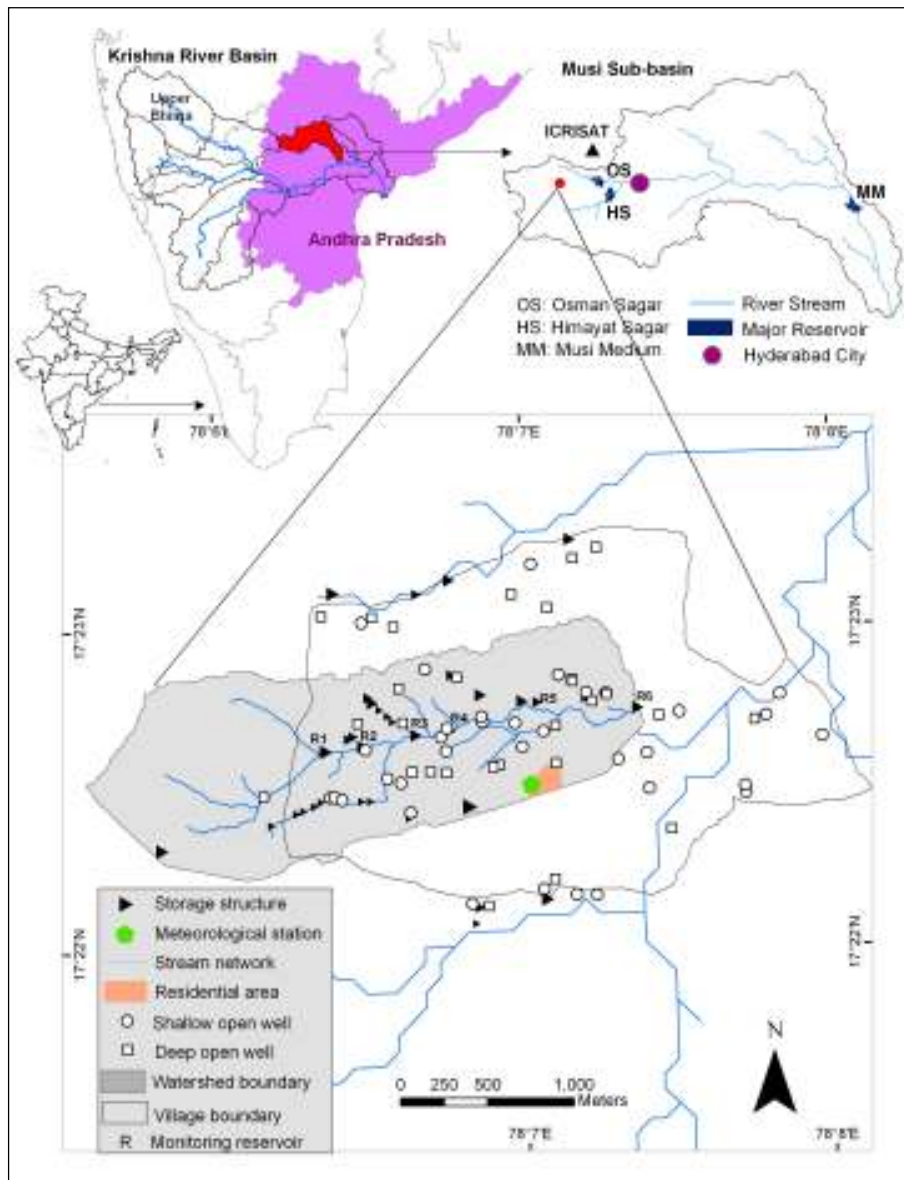 Krishna River Basin
Musi Sub-basin
Upper
Bhima
ICRISAT
OS
HS
MM
Andhra Pradesh
OS: Osman Sagar
HS: Himayat Sagar
MM: Musi Medium
River Stream
Major Reservoir
Hyderabad City
78°6'E
78°7'E
78°8'E
17°23'N
17°23'N
R1
R2
R3
R4
R5
R6
Storage structure
Meteorological station
Stream network
Residential area
Shallow open well
Deep open well
Watershed boundary
Village boundary
R Monitoring reservoir
17°22'N
17°22'N
0 250 500 1,000
Meters
N
78°7'E
78°8'E